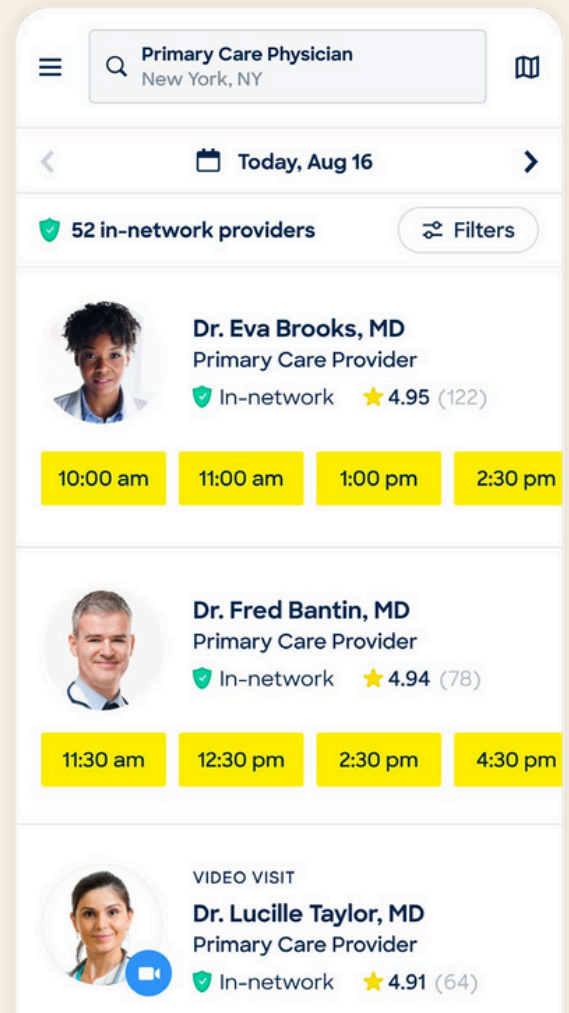 Primary Care Physician
New York, NY
Today, Aug 16
52 in-network providers
Filters
Dr. Eva Brooks, MD
Primary Care Provider
In-network 4.95 (122)
10:00 am 11:00 am 1:00 pm 2:30 pm
Dr. Fred Bantin, MD
Primary Care Provider
In-network 4.94 (78)
11:30 am 12:30 pm 2:30 pm 4:30 pm
VIDEO VISIT
Dr. Lucille Taylor, MD
Primary Care Provider
In-network 4.91 (64)